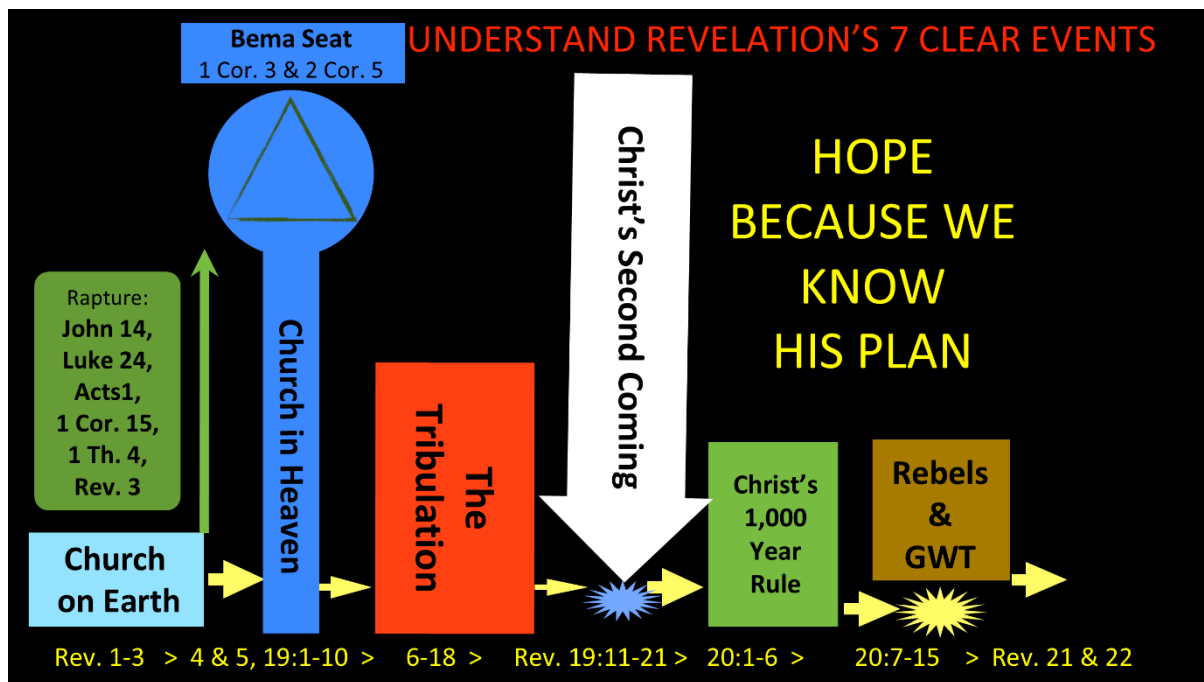 Bema Seat
1 Cor. 3 & 2 Cor. 5
UNDERSTAND REVELATION'S 7 CLEAR EVENTS
HOPE
BECAUSE WE
KNOW
HIS PLAN
Rapture:
John 14,
Luke 24,
Acts1,
1 Cor. 15,
1 Th. 4,
Rev. 3
Church
on Earth
Church in Heaven
The
Tribulation
Christ's Second Coming
Christ's
1,000
Year
Rule
Rebels
&
GWT
Rev. 1-3 > 4 & 5, 19:1-10 > 6-18 > Rev. 19:11-21 > 20:1-6 > 20:7-15 > Rev. 21 & 22